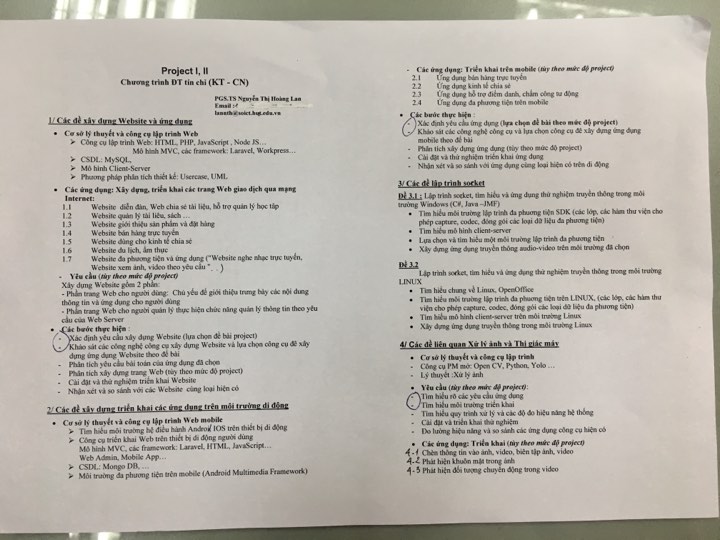 Project I, II
Chương trình ĐT tín chỉ (KT - CN)
PGS.TS Nguyễn Thị Hoàng Lan
Email :
lannth@soict.hust.edu.vn
1/ Các đề xây dựng Website và ứng dụng
• Cơ sở lý thuyết và công cụ lập trình Web
➢ Công cụ lập trình Web: HTML, PHP, JavaScript , Node JS…
Mô hình MVC, các framework: Laravel, Workpress…
➢ CSDL: MySQL,
➢ Mô hình Client-Server
➢ Phương pháp phân tích thiết kế: Usercase, UML
• Các ứng dụng: Xây dựng, triển khai các trang Web giao dịch qua mạng
Internet:
1.1 Website diễn đàn, Web chia sẻ tài liệu, hỗ trợ quản lý học tập
1.2 Website quản lý tài liêu, sách …
1.3 Website giới thiệu sản phẩm và đặt hàng
1.4 Website bán hàng trực tuyến
1.5 Website dùng cho kinh tế chia sẻ
1.6 Website du lịch, ẩm thực
1.7 Website đa phương tiện và ứng dụng ("Website nghe nhạc trực tuyến,
Website xem ảnh, video theo yêu cầu "…)
- Yêu cầu (tùy theo mức độ project)
Xây dựng Website gồm 2 phần:
- Phần trang Web cho người dùng: Chủ yếu để giới thiệu trưng bày các nội dung
thông tin và ứng dụng cho người dùng
- Phần trang Web cho người quản lý thực hiện chức năng quản lý thông tin theo yêu
cầu của Web Server
• Các bước thực hiện :
- Xác định yêu cầu xây dựng Website (lựa chọn đề bài project)
- Khảo sát các công nghệ công cụ xây dựng Website và lựa chọn công cụ để xây
dựng ứng dụng Website theo đề bài
- Phân tích yêu cầu bài toán của ứng dụng đã chọn
- Phân tích xây dựng trang Web (tùy theo mức độ project)
- Cài đặt và thử nghiệm triển khai Website
- Nhận xét và so sánh với các Website cùng loại hiện có
2/ Các đề xây dựng triển khai các ứng dụng trên môi trường di động
• Cơ sở lý thuyết và công cụ lập trình Web mobile
➢ Tìm hiểu môi trường hệ điều hành Android IOS trên thiết bị di động
➢ Công cụ triển khai Web trên thiết bị di động người dùng
Mô hình MVC, các framework: Laravel, HTML, JavaScript…
Web Admin, Mobile App…
➢ CSDL: Mongo DB, …
➢ Môi trường đa phương tiện trên mobile (Android Multimedia Framework)
- Các ứng dụng: Triển khai trên mobile (tùy theo mức độ project)
2.1 Ứng dụng bán hàng trực tuyến
2.2 Ứng dụng kinh tế chia sẻ
2.3 Ứng dụng hỗ trợ điểm danh, chấm công tự động
2.4 Ứng dụng đa phương tiện trên mobile
• Các bước thực hiện :
- Xác định yêu cầu ứng dụng (lựa chọn đề bài theo mức độ project)
- Khảo sát các công nghệ công cụ và lựa chọn công cụ để xây dựng ứng dụng
mobile theo đề bài
- Phân tích xây dựng ứng dụng (tùy theo mức độ project)
- Cài đặt và thử nghiệm triển khai ứng dụng
- Nhận xét và so sánh với các ứng dụng cùng loại hiện có trên di động
3/ Các đề lập trình socket
Đề 3.1 : Lập trình socket, tìm hiểu và ứng dụng thử nghiệm truyền thông trong môi
trường Windows (C#, Java –JMF)
• Tìm hiểu môi trường lập trình đa phương tiện SDK (các lớp, các hàm thư viện cho
phép capture, codec, đóng gói các loại dữ liệu đa phương tiện)
• Tìm hiểu mô hình client-server
• Lựa chọn và tìm hiểu một môi trường lập trình đa phương tiện
• Xây dựng ứng dụng truyền thông audio-video trên môi trường đã chọn
Đề 3.2
Lập trình socket, tìm hiểu và ứng dụng thử nghiệm truyền thông trong môi trường
LINUX
• Tìm hiểu chung về Linux, OpenOffice
• Tìm hiểu môi trường lập trình đa phương tiện trên LINUX, (các lớp, các hàm thư
viện cho phép capture, codec, đóng gói các loại dữ liệu đa phương tiện)
• Tìm hiểu mô hình client-server trên môi trường Linux
• Xây dựng ứng dụng truyền thông trong môi trường Linux
4/ Các đề liên quan Xử lý ảnh và Thị giác máy
• Cơ sở lý thuyết và công cụ lập trình
- Công cụ PM mở: Open CV, Python, Yolo …
- Lý thuyết :Xử lý ảnh
• Yêu cầu (tùy theo mức độ project):
- Tìm hiểu rõ các yêu cầu ứng dụng
- Tìm hiểu môi trường triển khai
- Tìm hiểu quy trình xử lý và các độ đo hiệu năng hệ thống
- Cài đặt và triển khai thử nghiệm
- Đo lường hiệu năng và so sánh các ứng dụng công cụ hiện có
• Các ứng dụng: Triển khai (tùy theo mức độ project)
4.1 Chèn thông tin vào ảnh, video, biên tập ảnh, video
4.2 Phát hiện khuôn mặt trong ảnh
4.3 Phát hiện đối tượng chuyển động trong video